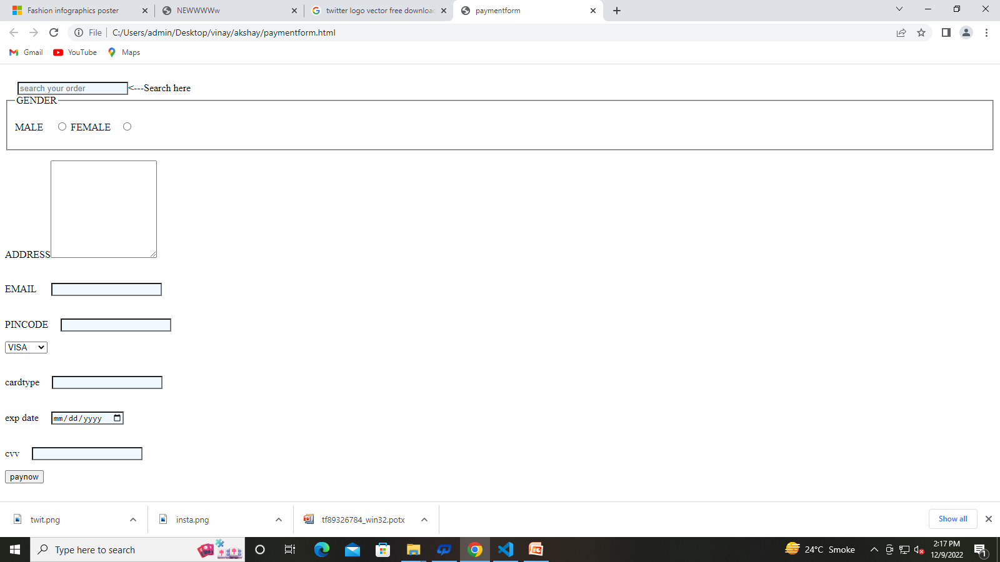 Fashion infographics poster
NEWWWWw
twitter logo vector free download
paymentform
File
C:/Users/admin/Desktop/vinay/akshay/paymentform.html
Gmail
YouTube
Maps
search your order
<---Search here
GENDER
MALE
FEMALE
ADDRESS
EMAIL
PINCODE
VISA
cardtype
exp date
mm/dd/yyyy
cvv
paynow
twit.png
insta.png
tf89326784_win32.potx
Show all
Type here to search
24°C Smoke
2:17 PM
12/9/2022
1